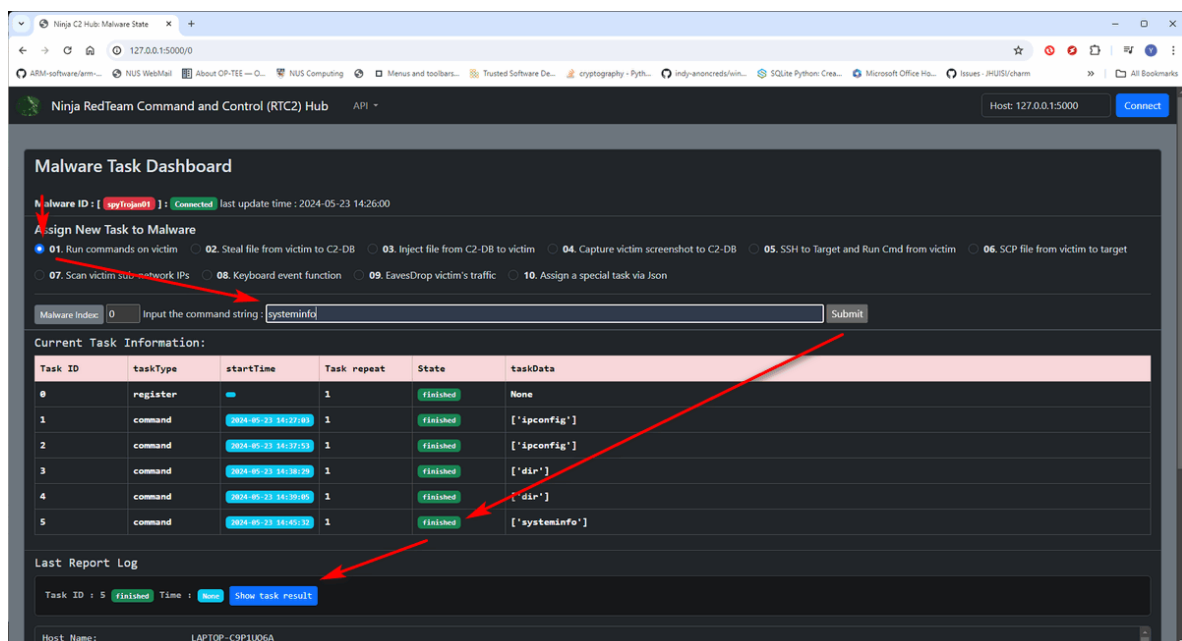 Ninja C2 Hub: Malware State
127.0.0.1:5000/0
ARM-software/arm-... NUS WebMail About OP-TEE — O... NUS Computing Menus and toolbars... Trusted Software De... cryptography - Pyth... indy-anoncreds/win... SQLite Python: Crea... Microsoft Office Ho... Issues · JHUISI/charm » All Bookmarks
Ninja RedTeam Command and Control (RTC2) Hub API Host: 127.0.0.1:5000 Connect
Malware Task Dashboard
Malware ID : [ spyTrojan01 ] : Connected last update time : 2024-05-23 14:26:00
Assign New Task to Malware
01. Run commands on victim 02. Steal file from victim to C2-DB 03. Inject file from C2-DB to victim 04. Capture victim screenshot to C2-DB 05. SSH to Target and Run Cmd from victim 06. SCP file from victim to target
07. Scan victim sub-network IPs 08. Keyboard event function 09. EavesDrop victim's traffic 10. Assign a special task via Json
Malware Index: 0 Input the command string : systeminfo Submit
Current Task Information:
Task ID taskType startTime Task repeat State taskData
0 register 1 finished None
1 command 2024-05-23 14:27:03 1 finished ['ipconfig']
2 command 2024-05-23 14:37:53 1 finished ['ipconfig']
3 command 2024-05-23 14:38:29 1 finished ['dir']
4 command 2024-05-23 14:39:05 1 finished ['dir']
5 command 2024-05-23 14:45:32 1 finished ['systeminfo']
Last Report Log
Task ID : 5 finished Time : None Show task result
Host Name: LAPTOP-C9P1UO6A